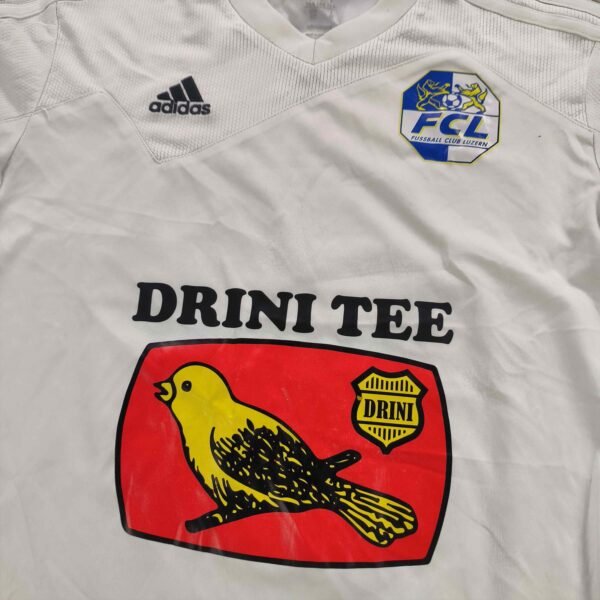 adidas
FCL
FUSSBALL CLUB LUZERN
DRINI TEE
DRINI